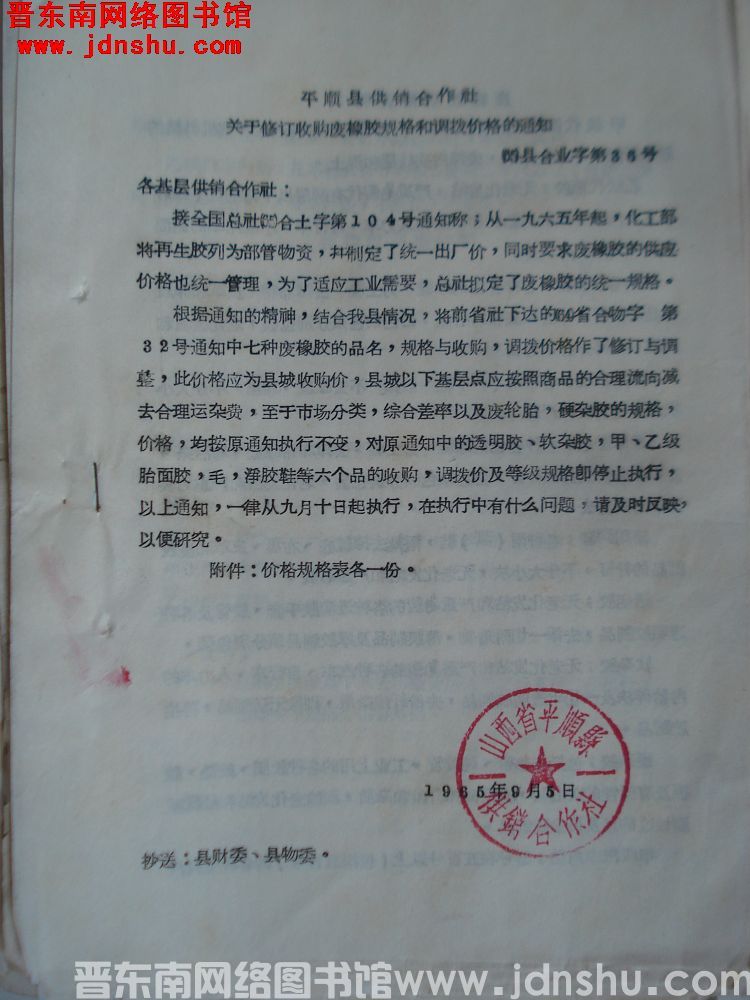 晋东南网络图书馆
www.jdnshu.com
平顺县供销合作社
关于修订收购废橡胶规格和调拨价格的通知
(65)县合业字第36号
各基层供销合作社：
接全国总社(65)合土字第104号通知称；从一九六五年起，化工部
将再生胶列为部管物资，并制定了统一出厂价，同时要求废橡胶的供应
价格也统一管理，为了适应工业需要，总社拟定了废橡胶的统一规格。
根据通知的精神，结合我县情况，将前省社下达的(64)省合物字 第
32号通知中七种废橡胶的品名，规格与收购，调拨价格作了修订与调
整，此价格应为县城收购价，县城以下基层点应按照商品的合理流向减
去合理运杂费，至于市场分类，综合差率以及废轮胎，硬杂胶的规格，
价格，均按原通知执行不变，对原通知中的透明胶、软杂胶，甲、乙级
胎面胶，毛，净胶鞋等六个品的收购，调拨价及等级规格即停止执行，
以上通知，一律从九月十日起执行，在执行中有什么问题，请及时反映，
以便研究。
附件：价格规格表各一份。
山西省平順縣
供銷合作社
1965年9月5日
抄送：县财委、县物委。
晋东南网络图书馆www.jdnshu.com